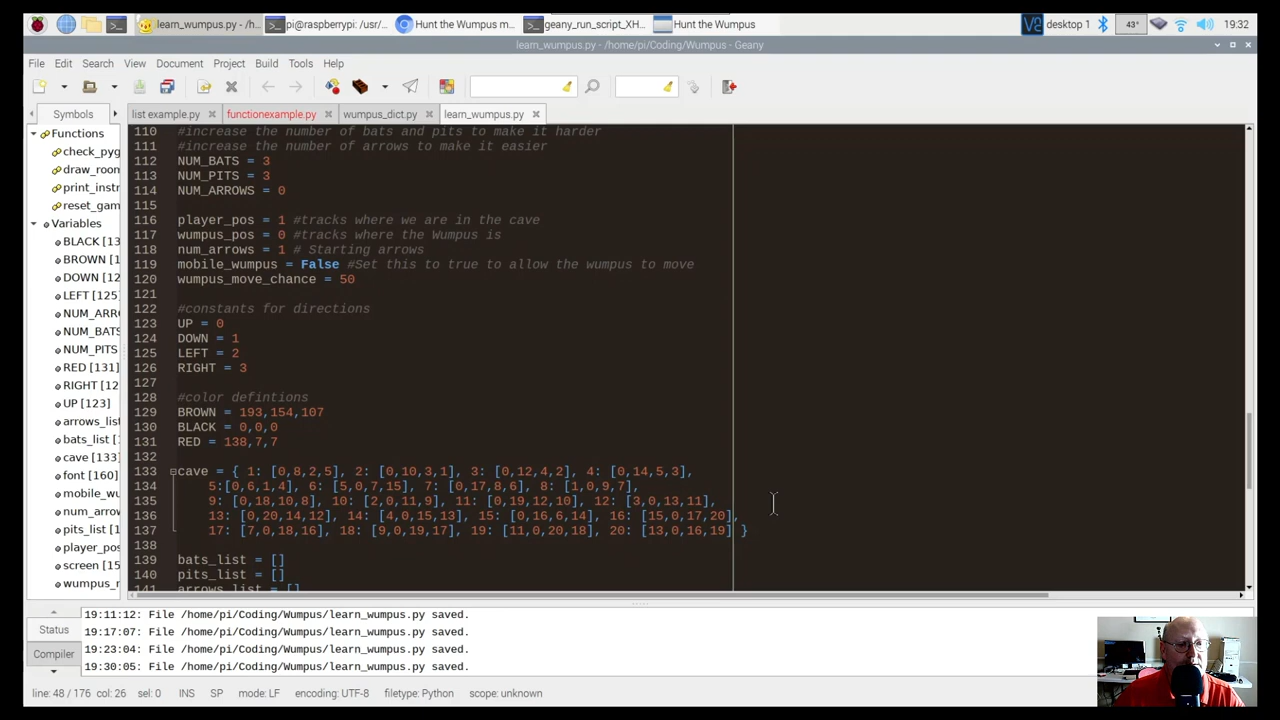 learn_wumpus.py - /h...
pi@raspberrypi: /usr/...
Hunt the Wumpus m...
geany_run_script_XH...
Hunt the Wumpus
desktop 1
43°
19:32
learn_wumpus.py - /home/pi/Coding/Wumpus - Geany
File Edit Search View Document Project Build Tools Help
Symbols
list example.py
functionexample.py
wumpus_dict.py
learn_wumpus.py
Functions
check_pyg
draw_room
print_instr
reset_gam
Variables
BLACK [13
BROWN [1
DOWN [12
LEFT [125]
NUM_ARR
NUM_BATS
NUM_PITS
RED [131]
RIGHT [12
UP [123]
arrows_list
bats_list [1
cave [133]
font [160]
mobile_wu
num_arrow
pits_list [1
player_pos
screen [15
wumpus_n
110 #increase the number of bats and pits to make it harder
111 #increase the number of arrows to make it easier
112 NUM_BATS = 3
113 NUM_PITS = 3
114 NUM_ARROWS = 0
115
116 player_pos = 1 #tracks where we are in the cave
117 wumpus_pos = 0 #tracks where the Wumpus is
118 num_arrows = 1 # Starting arrows
119 mobile_wumpus = False #Set this to true to allow the wumpus to move
120 wumpus_move_chance = 50
121
122 #constants for directions
123 UP = 0
124 DOWN = 1
125 LEFT = 2
126 RIGHT = 3
127
128 #color defintions
129 BROWN = 193,154,107
130 BLACK = 0,0,0
131 RED = 138,7,7
132
133 cave = { 1: [0,8,2,5], 2: [0,10,3,1], 3: [0,12,4,2], 4: [0,14,5,3],
134 5:[0,6,1,4], 6: [5,0,7,15], 7: [0,17,8,6], 8: [1,0,9,7],
135 9: [0,18,10,8], 10: [2,0,11,9], 11: [0,19,12,10], 12: [3,0,13,11],
136 13: [0,20,14,12], 14: [4,0,15,13], 15: [0,16,6,14], 16: [15,0,17,20],
137 17: [7,0,18,16], 18: [9,0,19,17], 19: [11,0,20,18], 20: [13,0,16,19] }
138
139 bats_list = []
140 pits_list = []
141 arrows_list = []
Status
Compiler
19:11:12: File /home/pi/Coding/Wumpus/learn_wumpus.py saved.
19:17:07: File /home/pi/Coding/Wumpus/learn_wumpus.py saved.
19:23:04: File /home/pi/Coding/Wumpus/learn_wumpus.py saved.
19:30:05: File /home/pi/Coding/Wumpus/learn_wumpus.py saved.
line: 48 / 176 col: 26 sel: 0 INS SP mode: LF encoding: UTF-8 filetype: Python scope: unknown